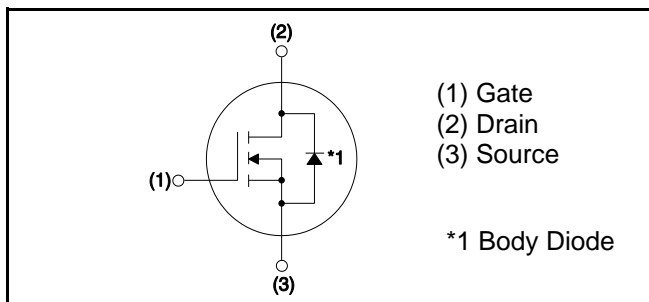 (2)
(1) Gate
(2) Drain
(3) Source
*1
(1)
*1 Body Diode
(3)